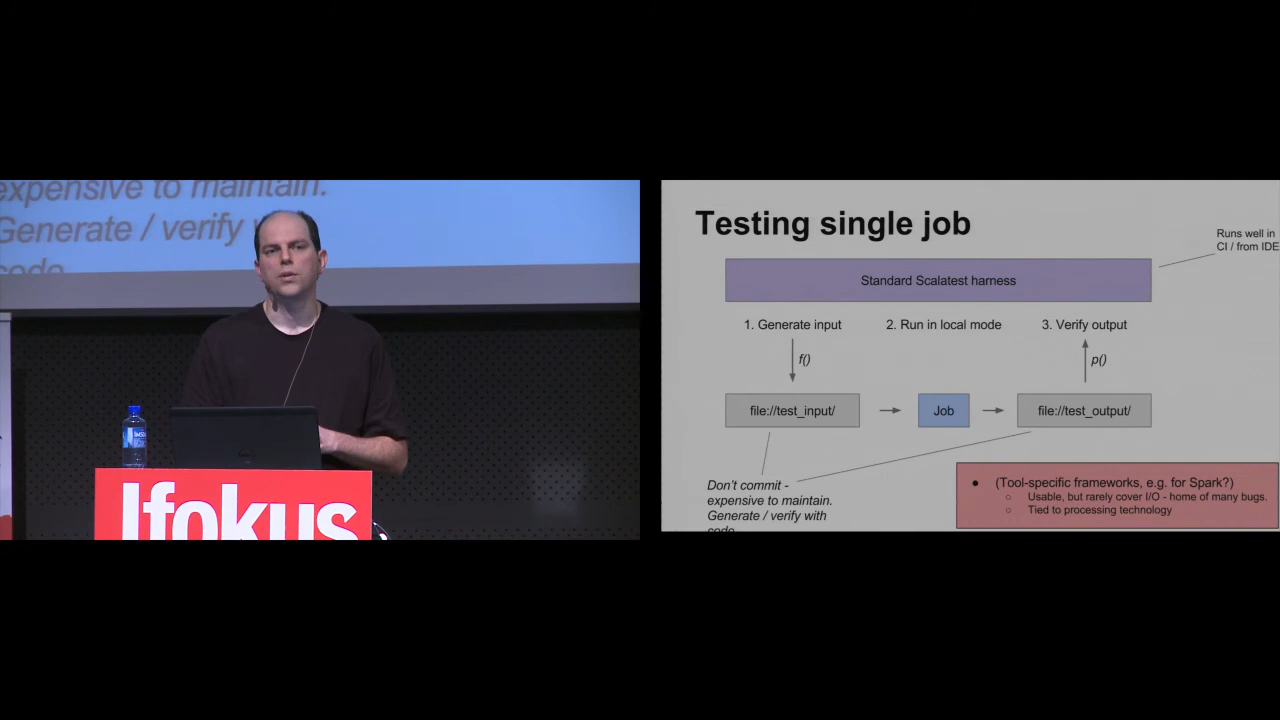 expensive to maintain.
Generate / verify
code
Jfokus
Testing single job
Runs well in
CI / from IDE
Standard Scalatest harness
1. Generate input
2. Run in local mode
3. Verify output
f()
p()
file://test_input/
Job
file://test_output/
Don't commit -
expensive to maintain.
Generate / verify with
code
● (Tool-specific frameworks, e.g. for Spark?)
○ Usable, but rarely cover I/O - home of many bugs.
○ Tied to processing technology